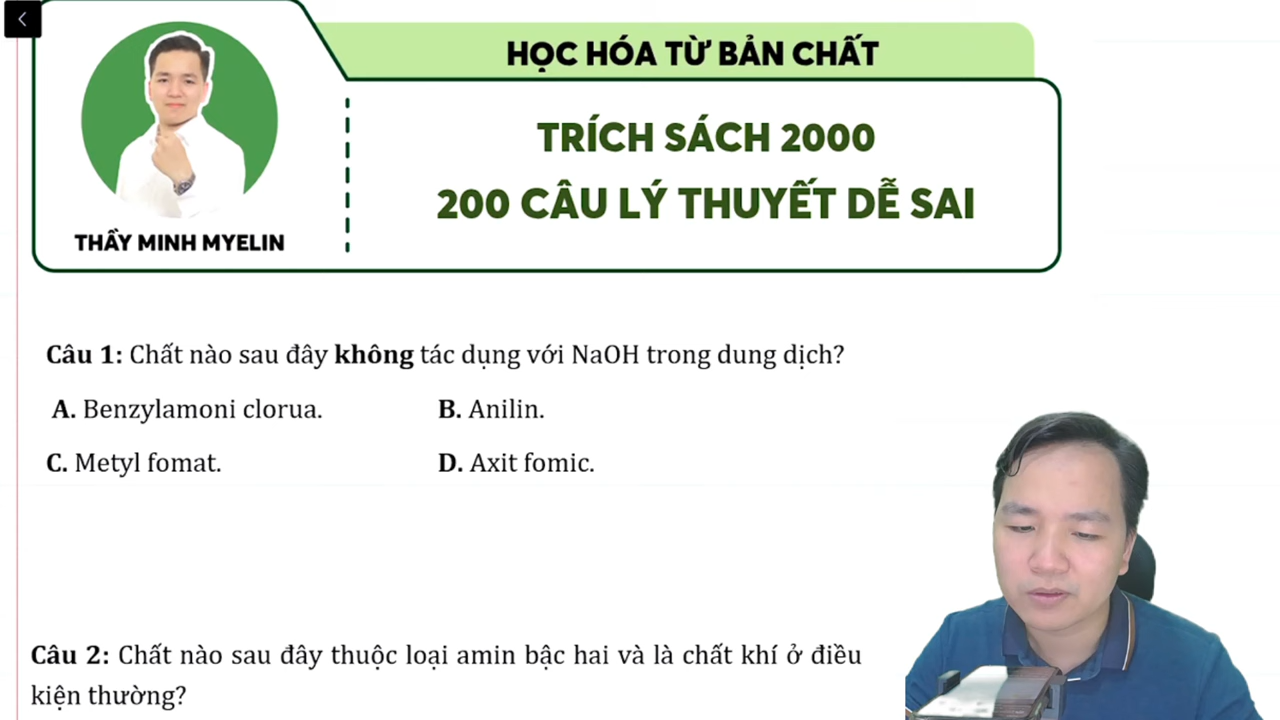 HỌC HÓA TỪ BẢN CHẤT
TRÍCH SÁCH 2000
200 CÂU LÝ THUYẾT DỄ SAI
THẦY MINH MYELIN
Câu 1: Chất nào sau đây không tác dụng với NaOH trong dung dịch?
A. Benzylamoni clorua. B. Anilin.
C. Metyl fomat. D. Axit fomic.
Câu 2: Chất nào sau đây thuộc loại amin bậc hai và là chất khí ở điều
kiện thường?